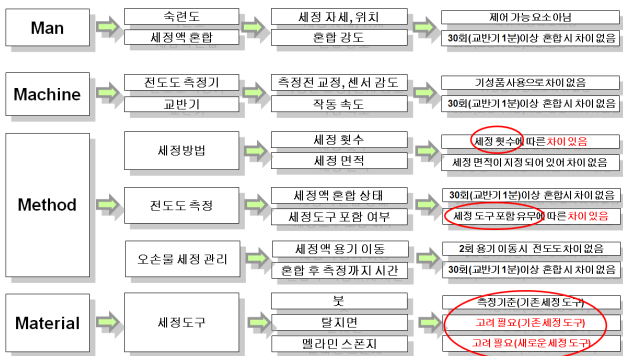 Man
숙련도
세정 자세, 위치
제어 가능 요소 아님
세정액 혼합
혼합 강도
30회(교반기 1분)이상 혼합 시 차이 없음
Machine
전도도 측정기
측정전 교정, 센서 감도
기성품 사용으로 차이 없음
교반기
작동 속도
30회(교반기 1분)이상 혼합 시 차이 없음
Method
세정방법
세정 횟수
세정 횟수에 따른 차이 있음
세정 면적
세정 면적이 지정 되어 있어 차이 없음
전도도 측정
세정액 혼합 상태
30회(교반기 1분)이상 혼합 시 차이 없음
세정도구 포함 여부
세정 도구 포함 유무에 따른 차이 있음
오손물 세정 관리
세정액 용기 이동
2회 용기 이동시 전도도 차이 없음
혼합 후 측정까지 시간
30회(교반기 1분)이상 혼합 시 차이 없음
Material
세정도구
붓
측정기준(기존 세정 도구)
탈지면
고려 필요(기존 세정 도구)
멜라민 스폰지
고려 필요(새로운 세정 도구)